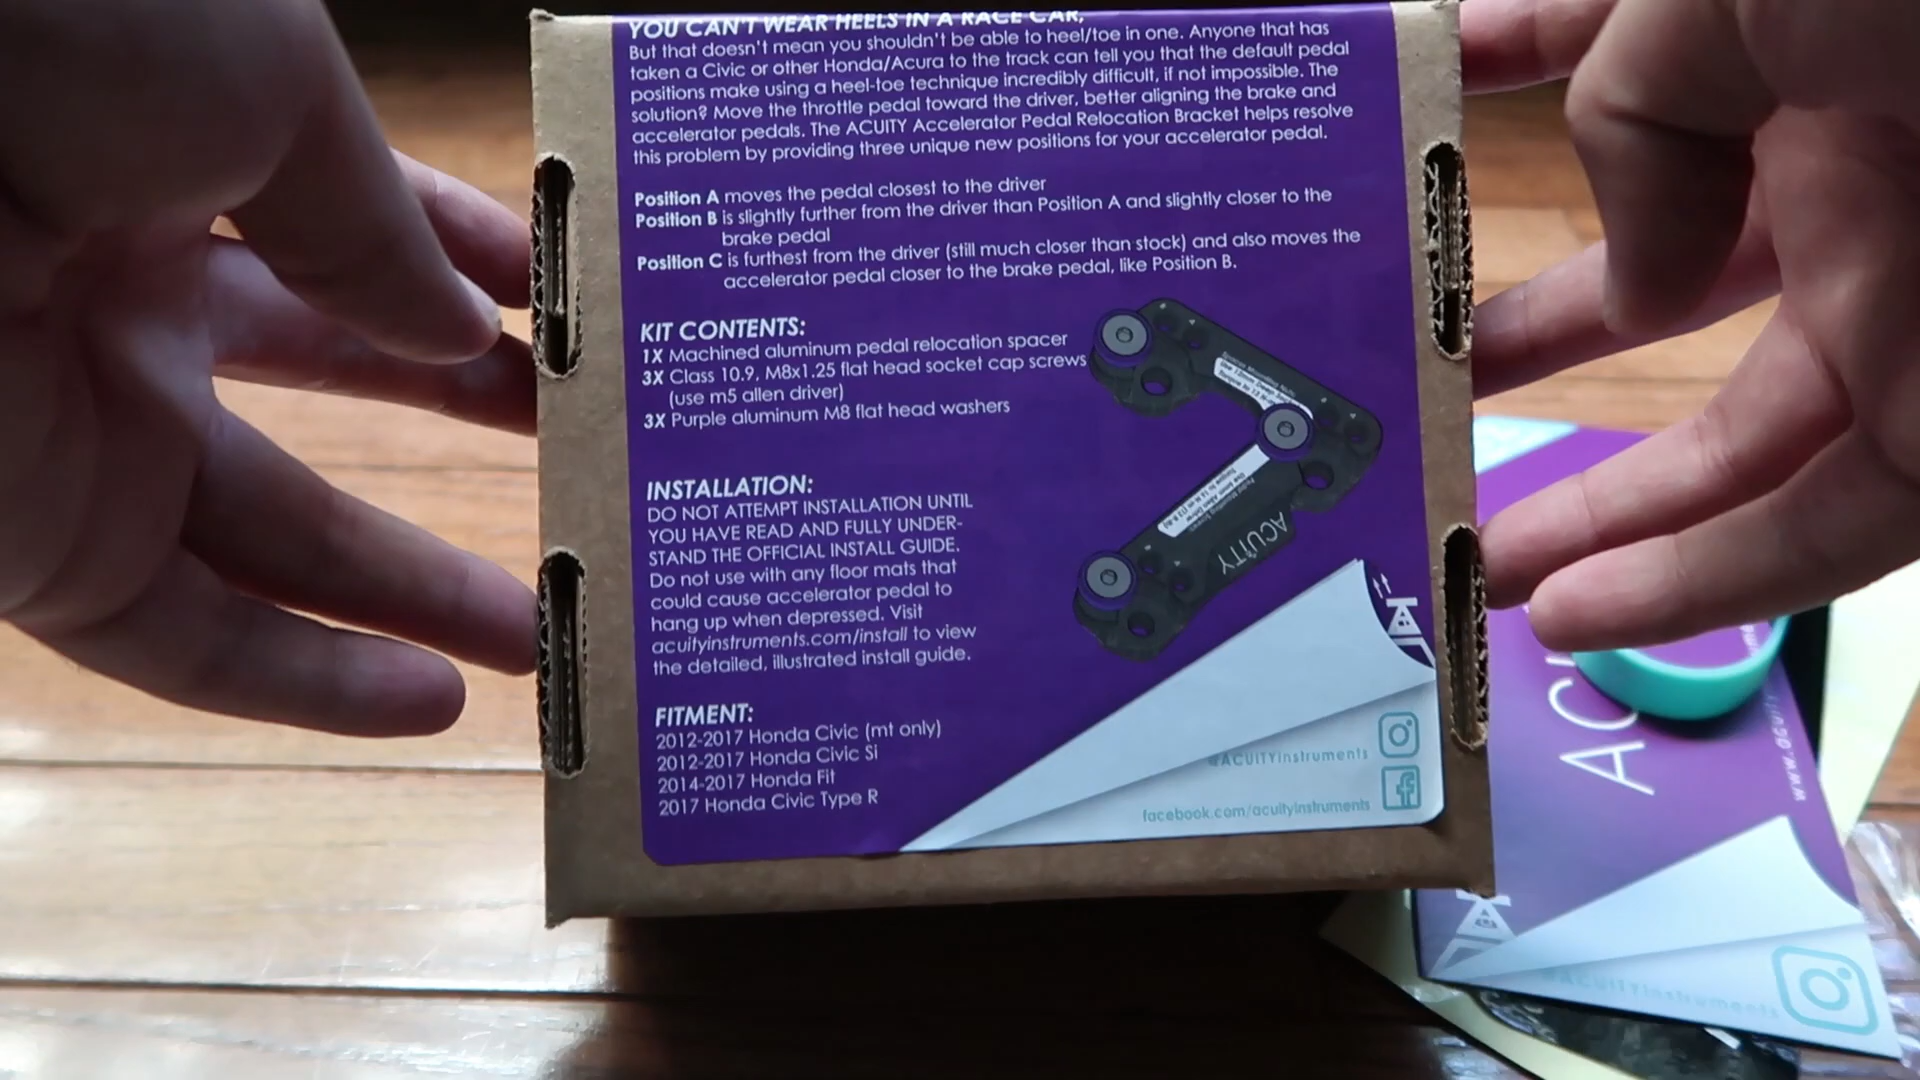 YOU CAN'T WEAR HEELS IN A RACE CAR,
But that doesn't mean you shouldn't be able to heel/toe in one. Anyone that has
taken a Civic or other Honda/Acura to the track can tell you that the default pedal
positions make using a heel-toe technique incredibly difficult, if not impossible. The
solution? Move the throttle pedal toward the driver, better aligning the brake and
accelerator pedals. The ACUITY Accelerator Pedal Relocation Bracket helps resolve
this problem by providing three unique new positions for your accelerator pedal.
Position A moves the pedal closest to the driver
Position B is slightly further from the driver than Position A and slightly closer to the
brake pedal
Position C is furthest from the driver (still much closer than stock) and also moves the
accelerator pedal closer to the brake pedal, like Position B.
KIT CONTENTS:
1X Machined aluminum pedal relocation spacer
3X Class 10.9, M8x1.25 flat head socket cap screws
(use m5 allen driver)
3X Purple aluminum M8 flat head washers
ACUITY
INSTALLATION:
DO NOT ATTEMPT INSTALLATION UNTIL
YOU HAVE READ AND FULLY UNDER-
STAND THE OFFICIAL INSTALL GUIDE.
Do not use with any floor mats that
could cause accelerator pedal to
hang up when depressed. Visit
acuityinstruments.com/install to view
the detailed, illustrated install guide.
FITMENT:
2012-2017 Honda Civic (mt only)
2012-2017 Honda Civic Si
2014-2017 Honda Fit
2017 Honda Civic Type R
@ACUITYinstruments
facebook.com/acuityinstruments
ACU
www.acuit
@ACUITYinstruments